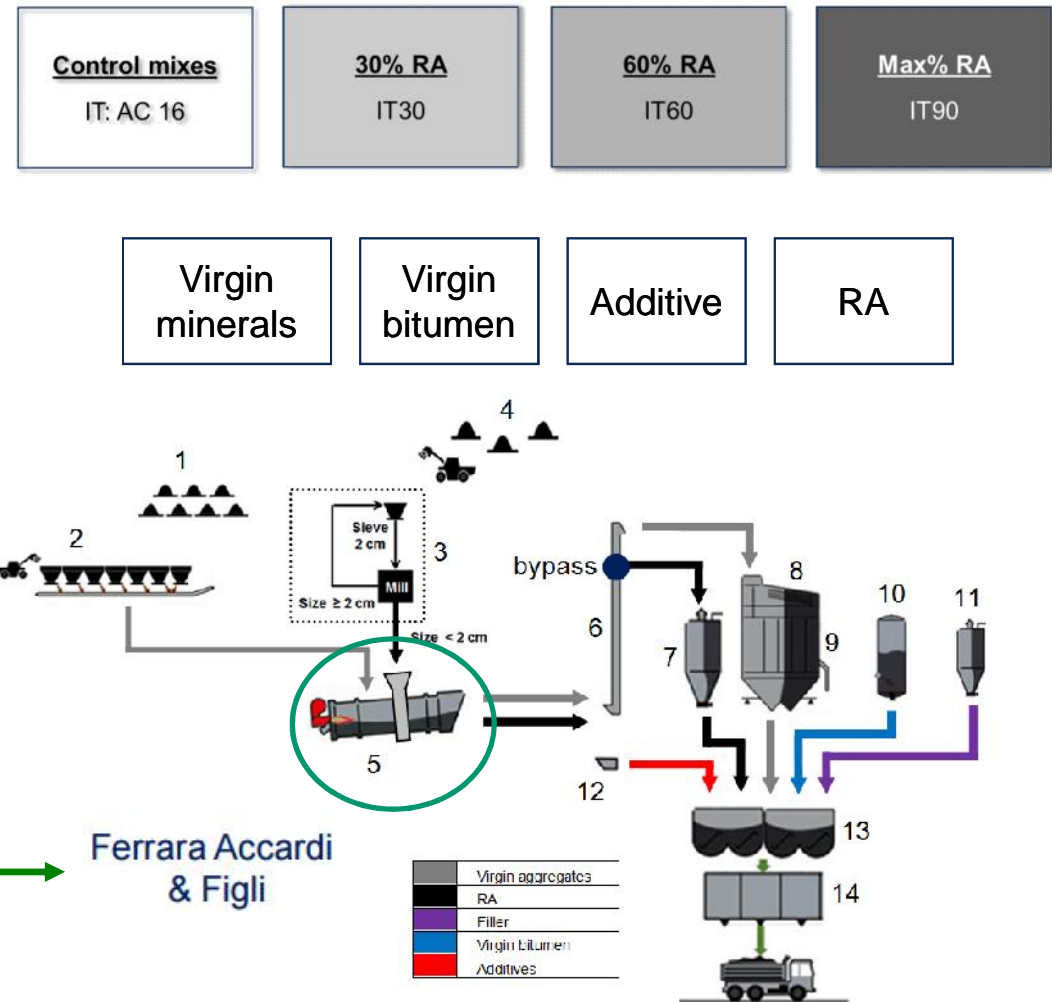 Control mixes
IT: AC 16
30% RA
IT30
60% RA
IT60
Max% RA
IT90
Virgin
minerals
Virgin
bitumen
Additive
RA
4
1
2
Sieve
2 cm
3
Mill
Size ≥ 2 cm
Size < 2 cm
5
bypass
6
7
8
9
10
11
12
13
14
Ferrara Accardi
& Figli
Virgin aggregates
RA
Filler
Virgin bitumen
Additives